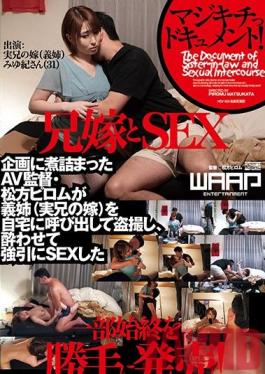 マジキチっ
ドキュメント!
The Document of
Sister-in-law and
Sexual Intercourse
出演:
実兄の嫁(義姉)
みゆ紀さん(31)
兄嫁とSEX
企画に煮詰まった
AV監督・
松方ピロムが
義姉(実兄の嫁)を
自宅に呼び出して盗撮し、
酔わせて
強引にSEXした
WAAP
ENTERTAINMENT
一部始終を
勝手に発売